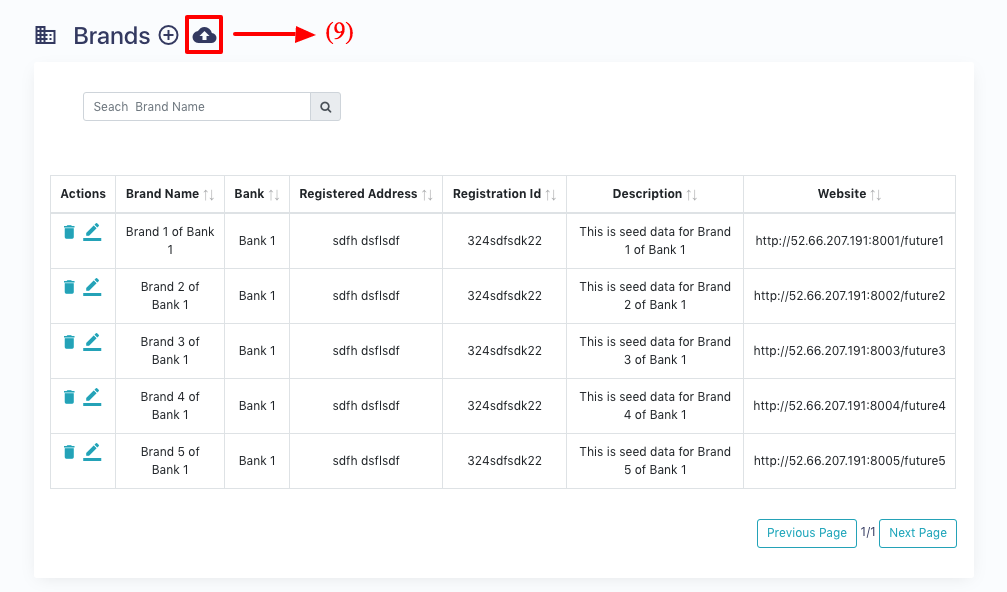 Brands
(9)
Seach Brand Name
Actions Brand Name Bank Registered Address Registration Id Description Website
Brand 1 of Bank
1
Bank 1
sdfh dsflsdf
324sdfsdk22
This is seed data for Brand
1 of Bank 1
http://52.66.207.191:8001/future1
Brand 2 of
Bank 1
Bank 1
sdfh dsflsdf
324sdfsdk22
This is seed data for Brand
2 of Bank 1
http://52.66.207.191:8002/future2
Brand 3 of
Bank 1
Bank 1
sdfh dsflsdf
324sdfsdk22
This is seed data for Brand
3 of Bank 1
http://52.66.207.191:8003/future3
Brand 4 of
Bank 1
Bank 1
sdfh dsflsdf
324sdfsdk22
This is seed data for Brand
4 of Bank 1
http://52.66.207.191:8004/future4
Brand 5 of
Bank 1
Bank 1
sdfh dsflsdf
324sdfsdk22
This is seed data for Brand
5 of Bank 1
http://52.66.207.191:8005/future5
Previous Page 1/1 Next Page